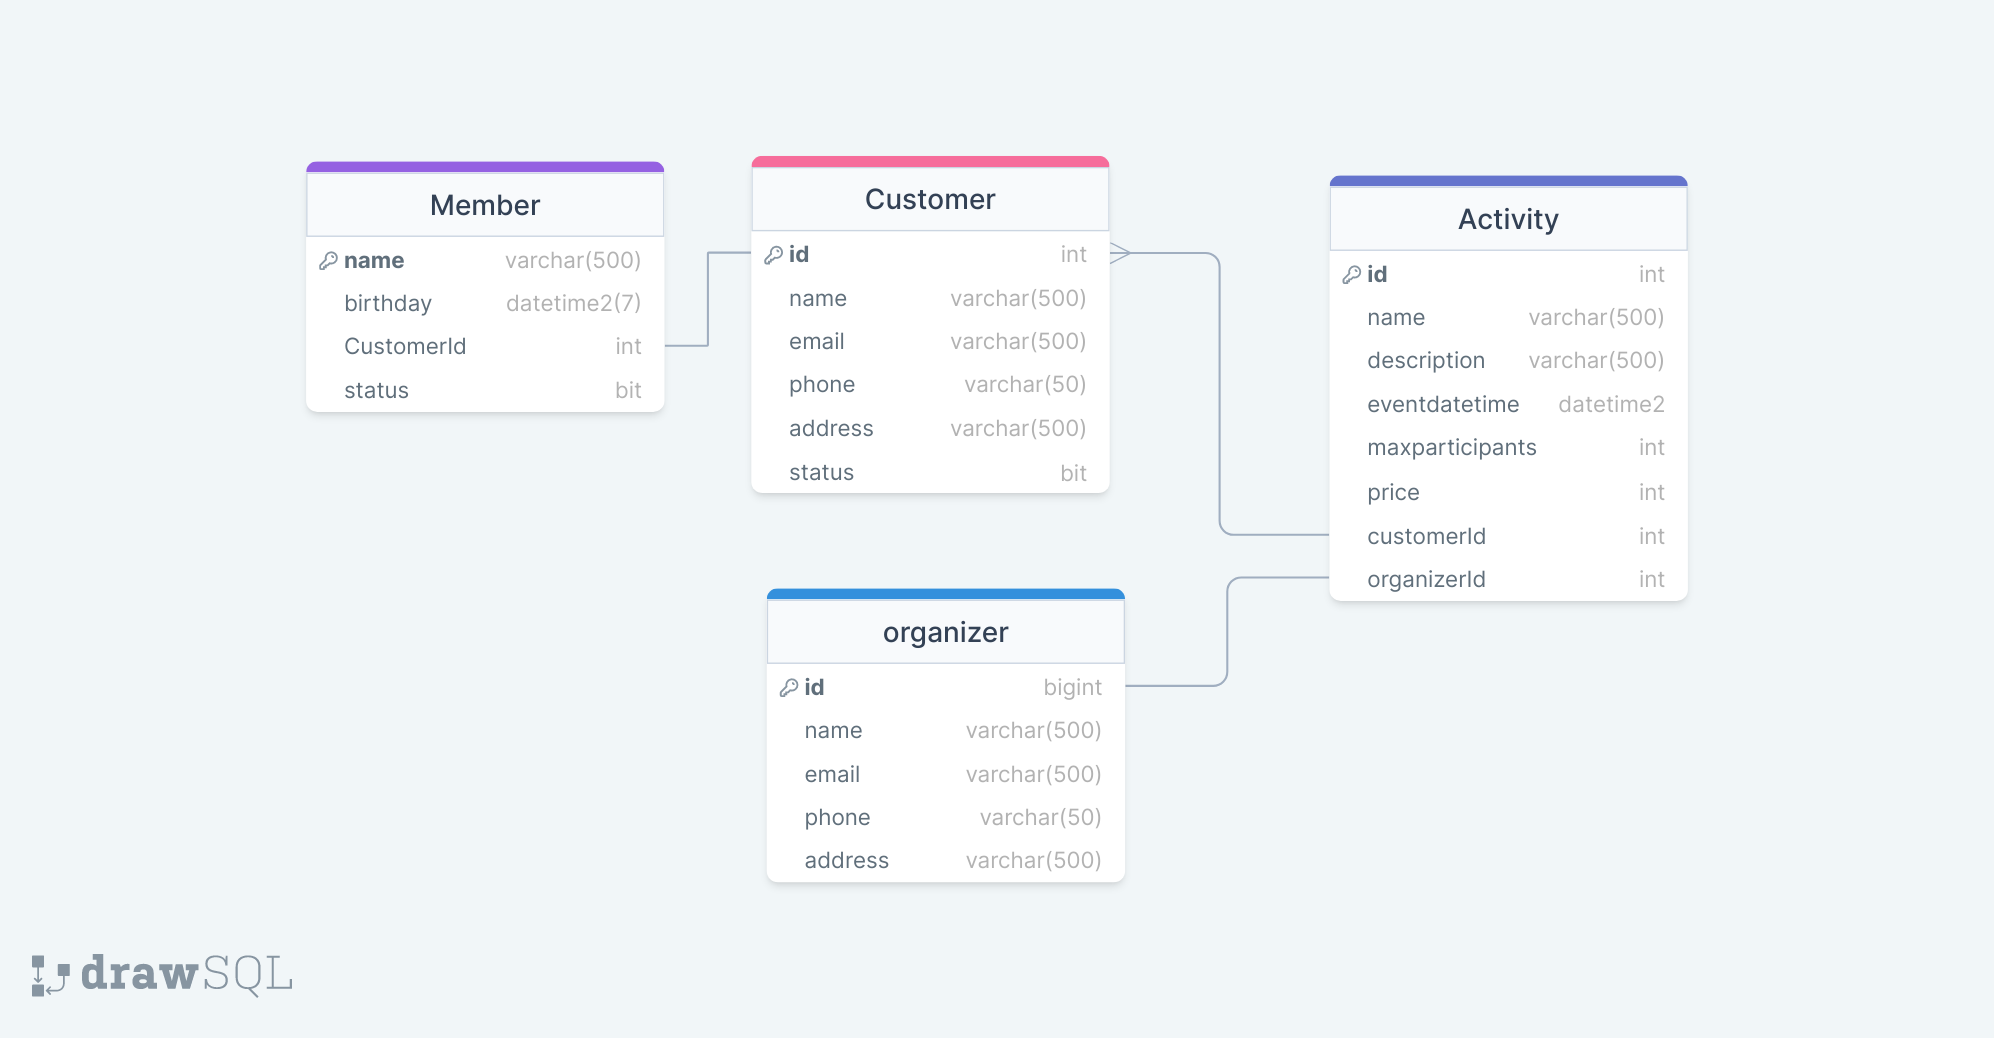 Member
name varchar(500)
birthday datetime2(7)
CustomerId int
status bit
Customer
id int
name varchar(500)
email varchar(500)
phone varchar(50)
address varchar(500)
status bit
Activity
id int
name varchar(500)
description varchar(500)
eventdatetime datetime2
maxparticipants int
price int
customerId int
organizerId int
organizer
id bigint
name varchar(500)
email varchar(500)
phone varchar(50)
address varchar(500)
drawSQL